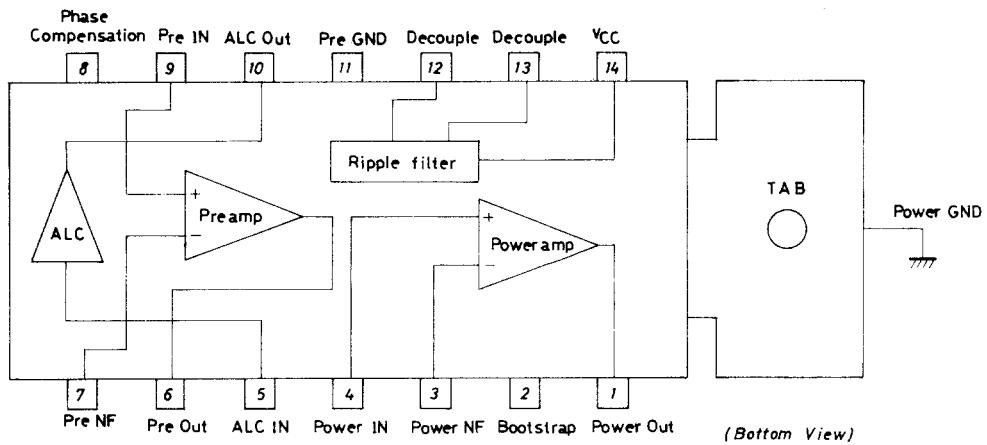 Phase
Compensation Pre IN ALC Out Pre GND Decouple Decouple VCC
8 9 10 11 12 13 14
Ripple filter
TAB
+
Preamp
−
ALC
+
Power amp
−
Power GND
7 6 5 4 3 2 1
Pre NF Pre Out ALC IN Power IN Power NF Bootstrap Power Out
(Bottom View)